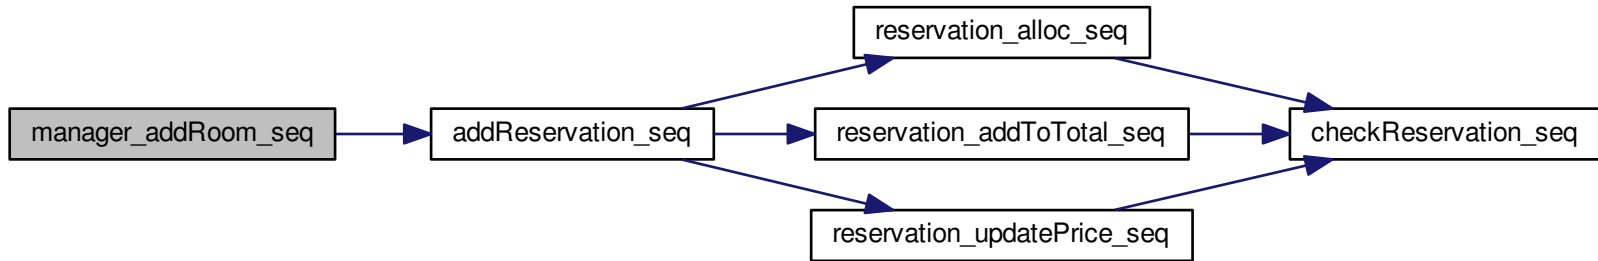 reservation_alloc_seq
manager_addRoom_seq
addReservation_seq
reservation_addToTotal_seq
checkReservation_seq
reservation_updatePrice_seq